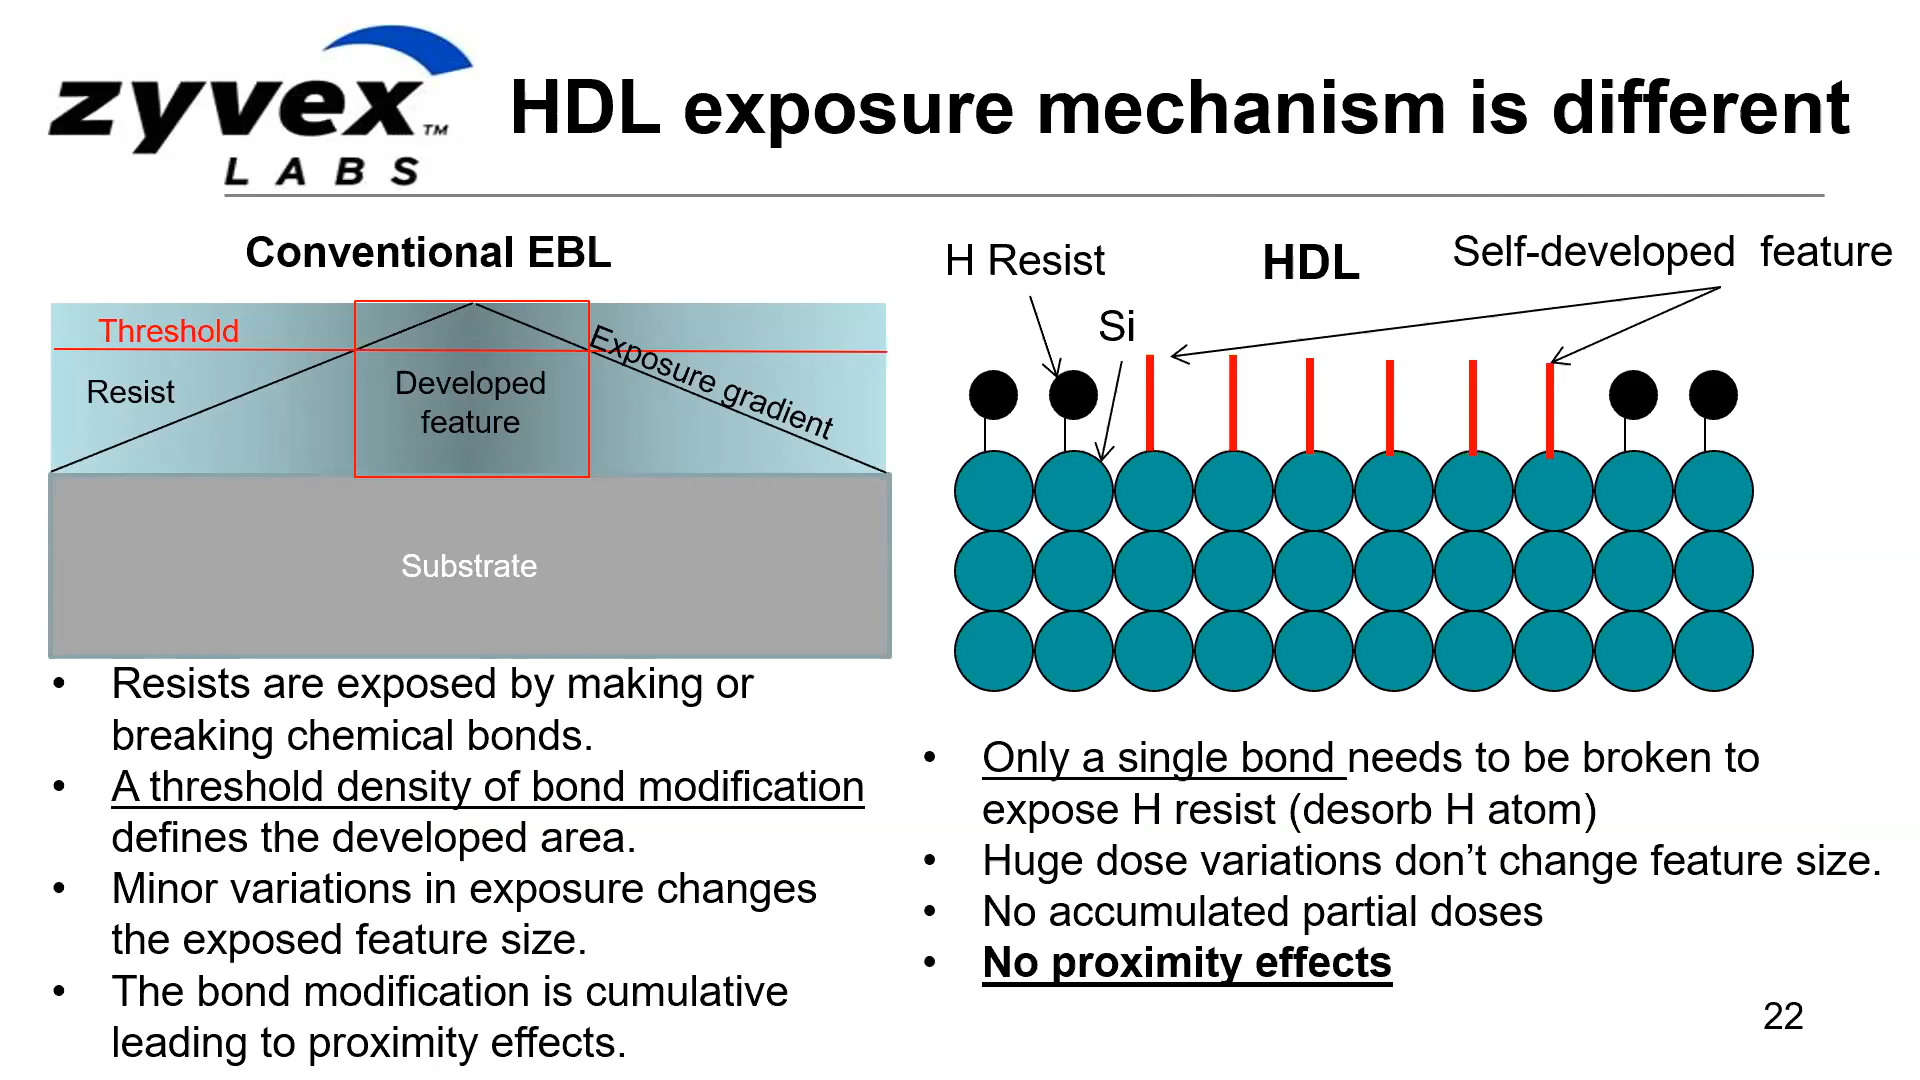 zyvex™
LABS
HDL exposure mechanism is different
Conventional EBL
Threshold
Resist
Developed
feature
Exposure gradient
Substrate
• Resists are exposed by making or
breaking chemical bonds.
• A threshold density of bond modification
defines the developed area.
• Minor variations in exposure changes
the exposed feature size.
• The bond modification is cumulative
leading to proximity effects.
H Resist
HDL
Self-developed feature
Si
• Only a single bond needs to be broken to
expose H resist (desorb H atom)
• Huge dose variations don’t change feature size.
• No accumulated partial doses
• No proximity effects
22